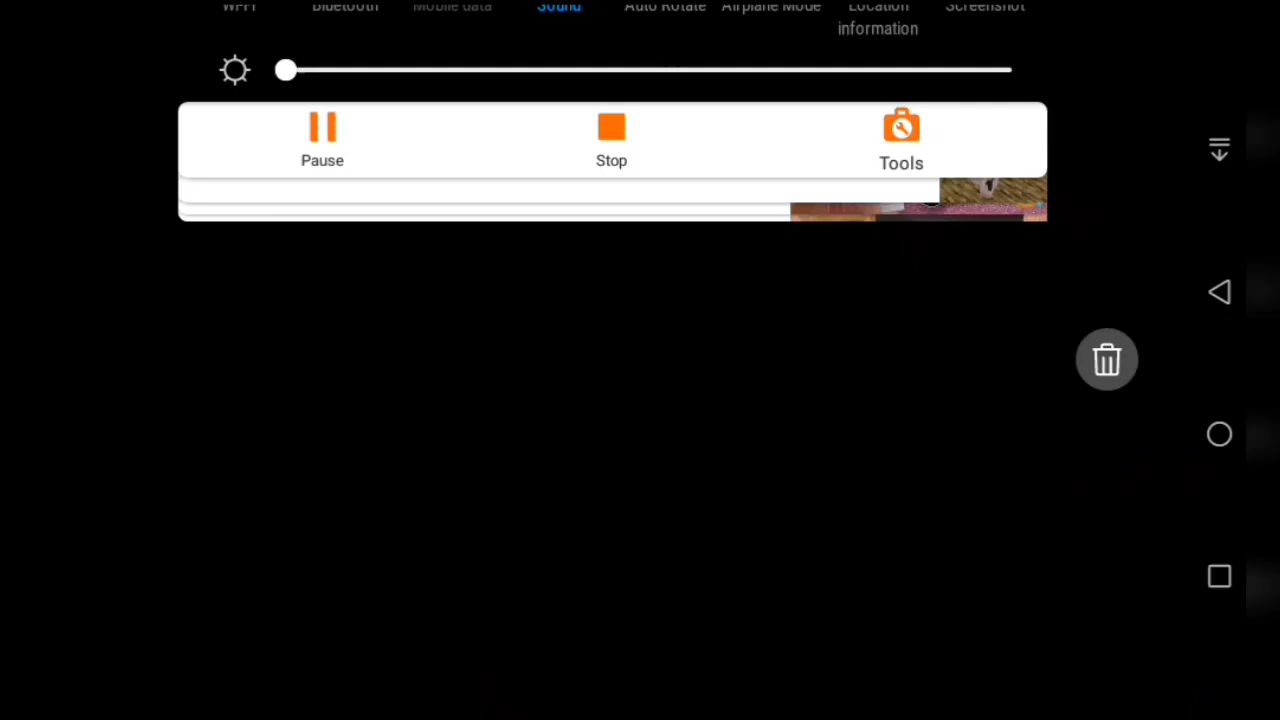 Wi-Fi Bluetooth Mobile data Sound Auto Rotate Airplane Mode Location Screenshot
information
Pause Stop Tools